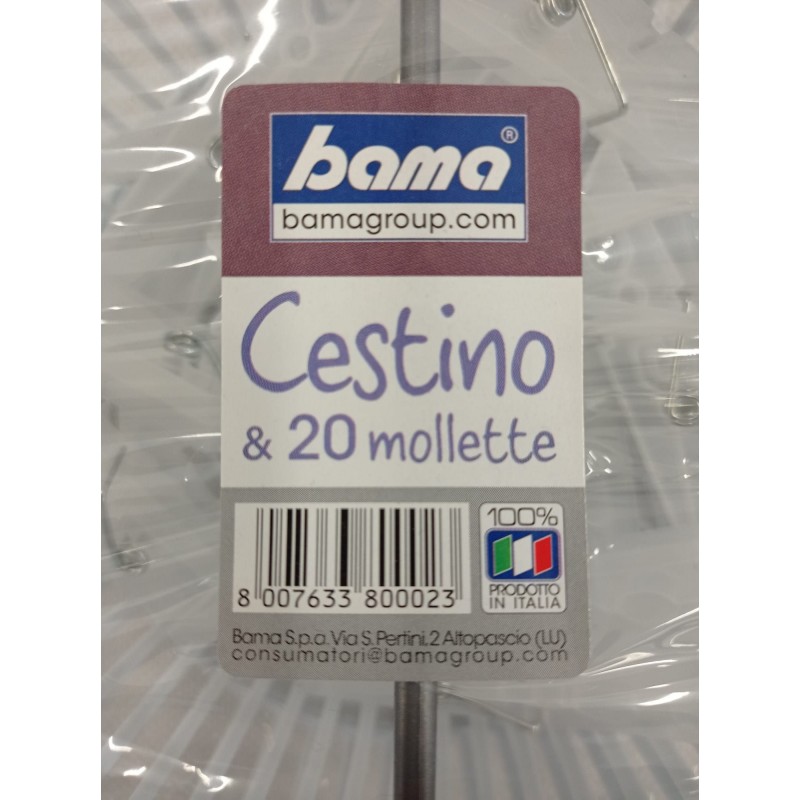 bama®
bamagroup.com
Cestino
& 20 mollette
8 007633 800023
100%
PRODOTTO
IN ITALIA
Bama S.p.a. Via S. Pertini, 2 Altopascio (LU)
consumatori@bamagroup.com